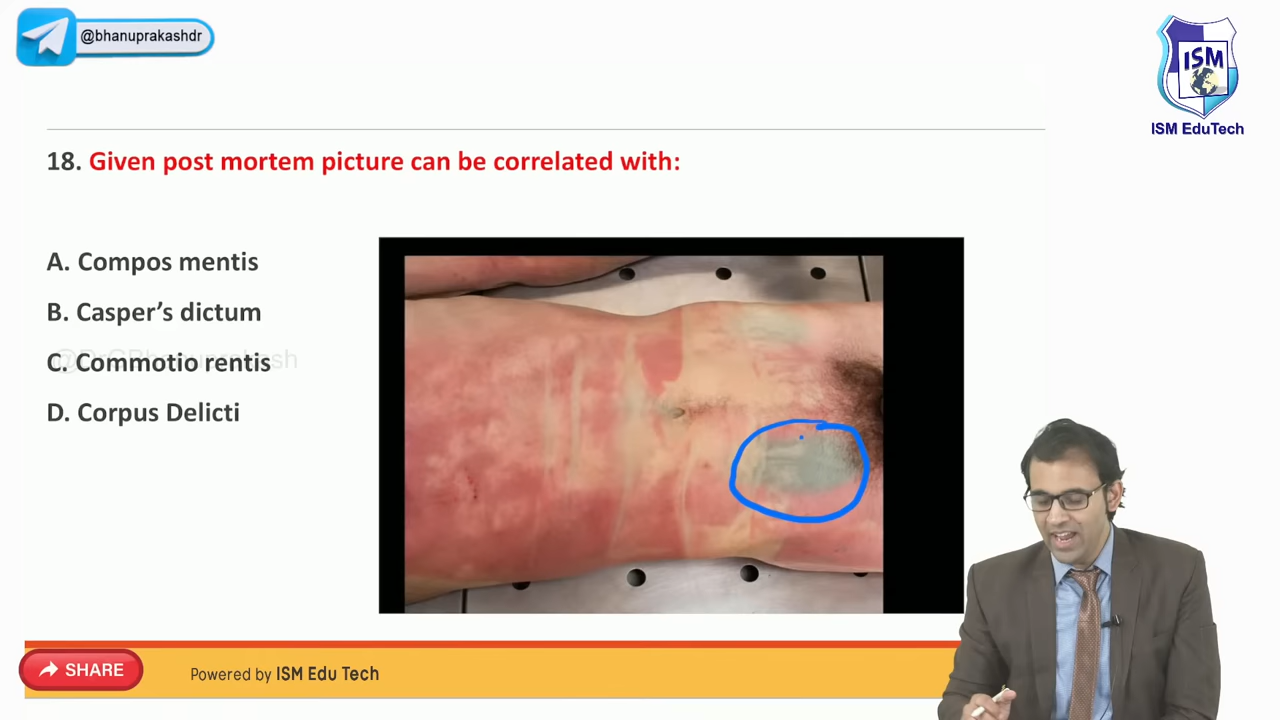 @bhanuprakashdr
ISM
ISM EduTech
18. Given post mortem picture can be correlated with:
A. Compos mentis
B. Casper’s dictum
C. Commotio rentis
D. Corpus Delicti
SHARE
Powered by ISM Edu Tech